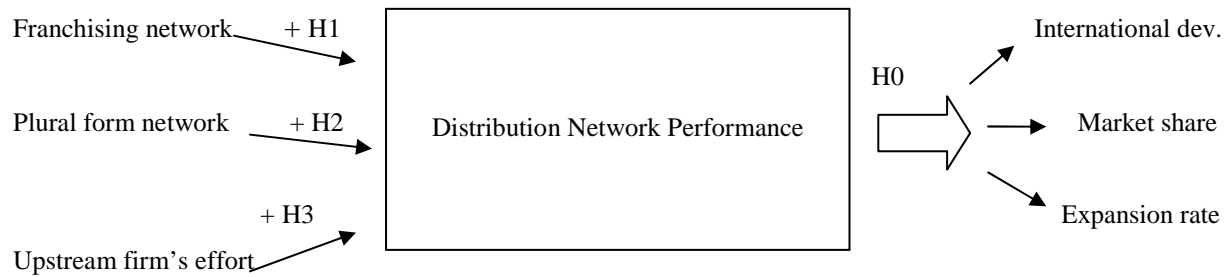 Franchising network + H1
International dev.
H0
Plural form network + H2
Distribution Network Performance
Market share
+ H3
Expansion rate
Upstream firm’s effort